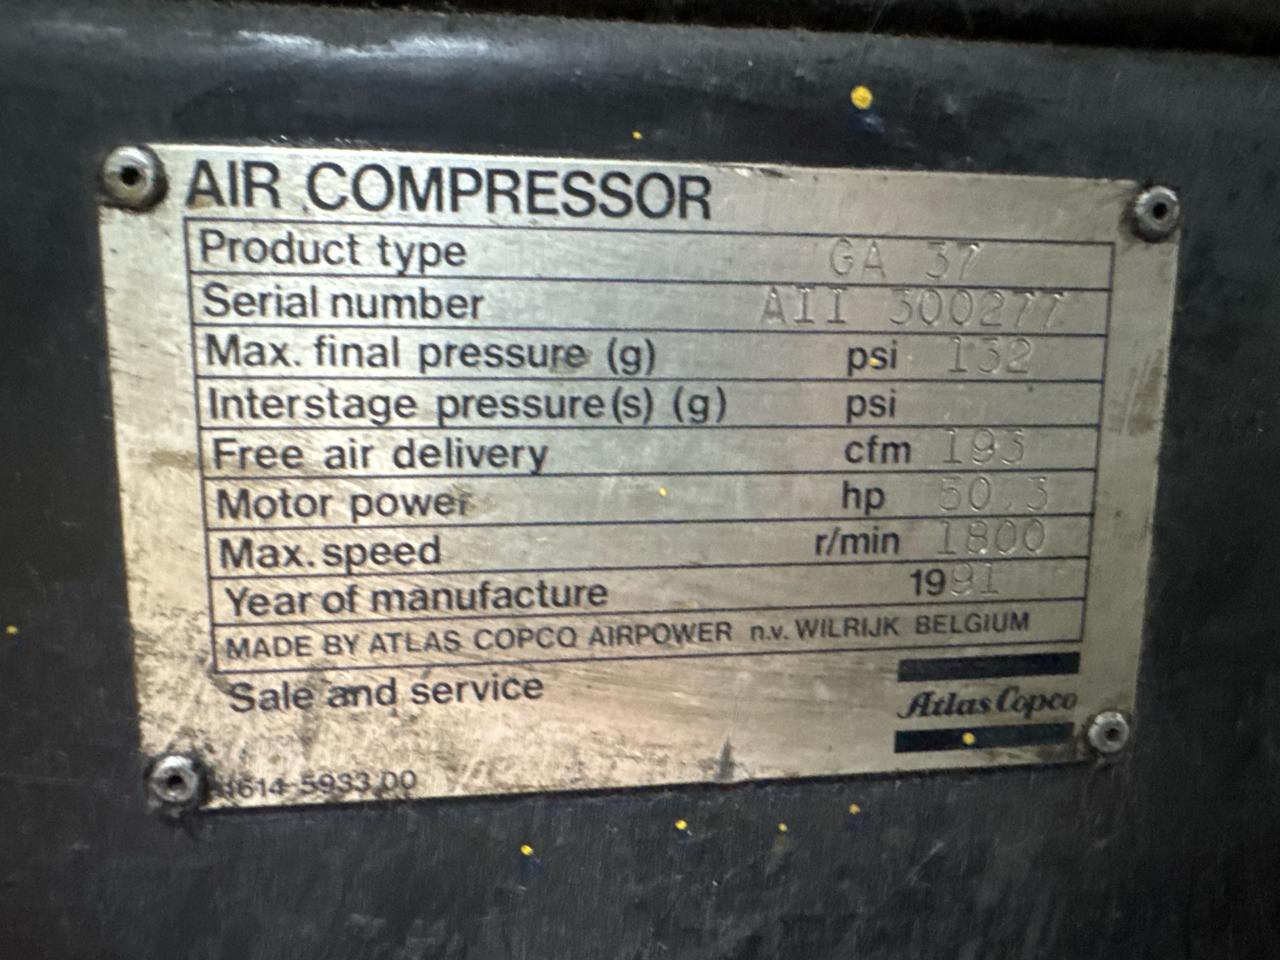 AIR COMPRESSOR
Product type GA 37
Serial number AII 300277
Max. final pressure (g) psi 132
Interstage pressure(s) (g) psi
Free air delivery cfm 193
Motor power hp 50.3
Max. speed r/min 1800
Year of manufacture 1991
MADE BY ATLAS COPCO AIRPOWER n.v. WILRIJK BELGIUM
Sale and service
Atlas Copco
1614 5933 00